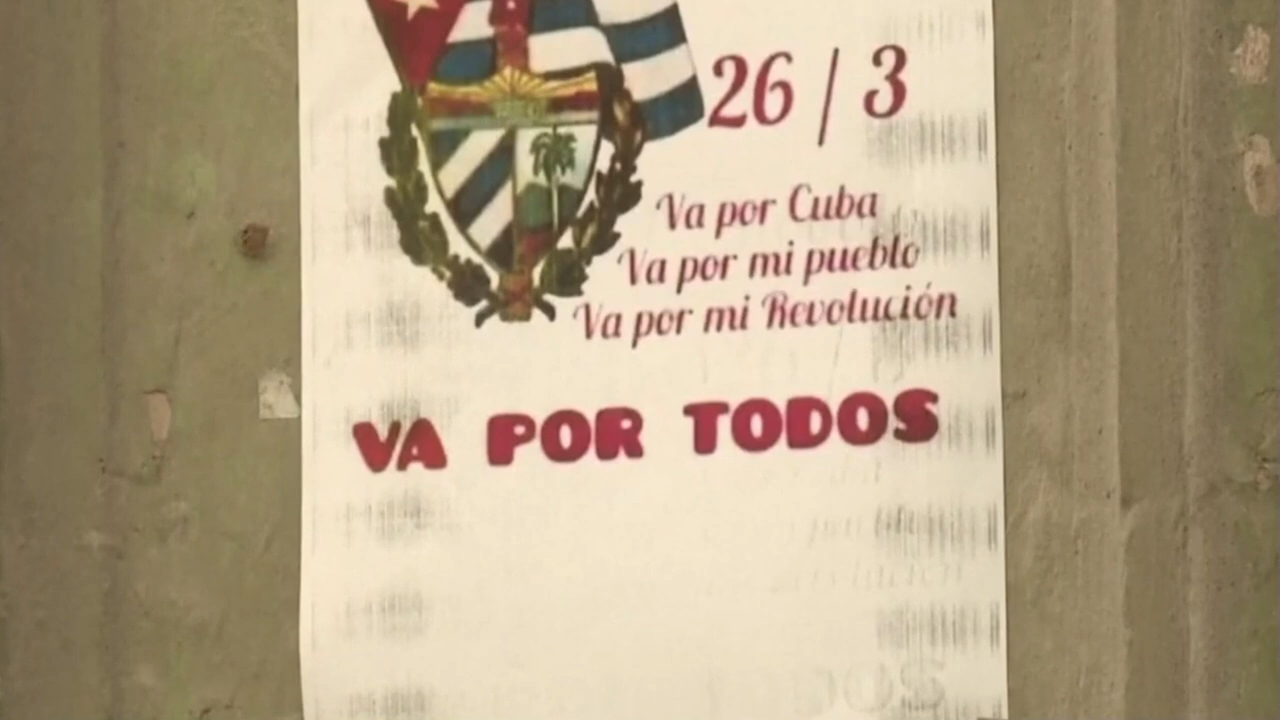 26 / 3
Va por Cuba
Va por mi pueblo
Va por mi Revolución
VA POR TODOS